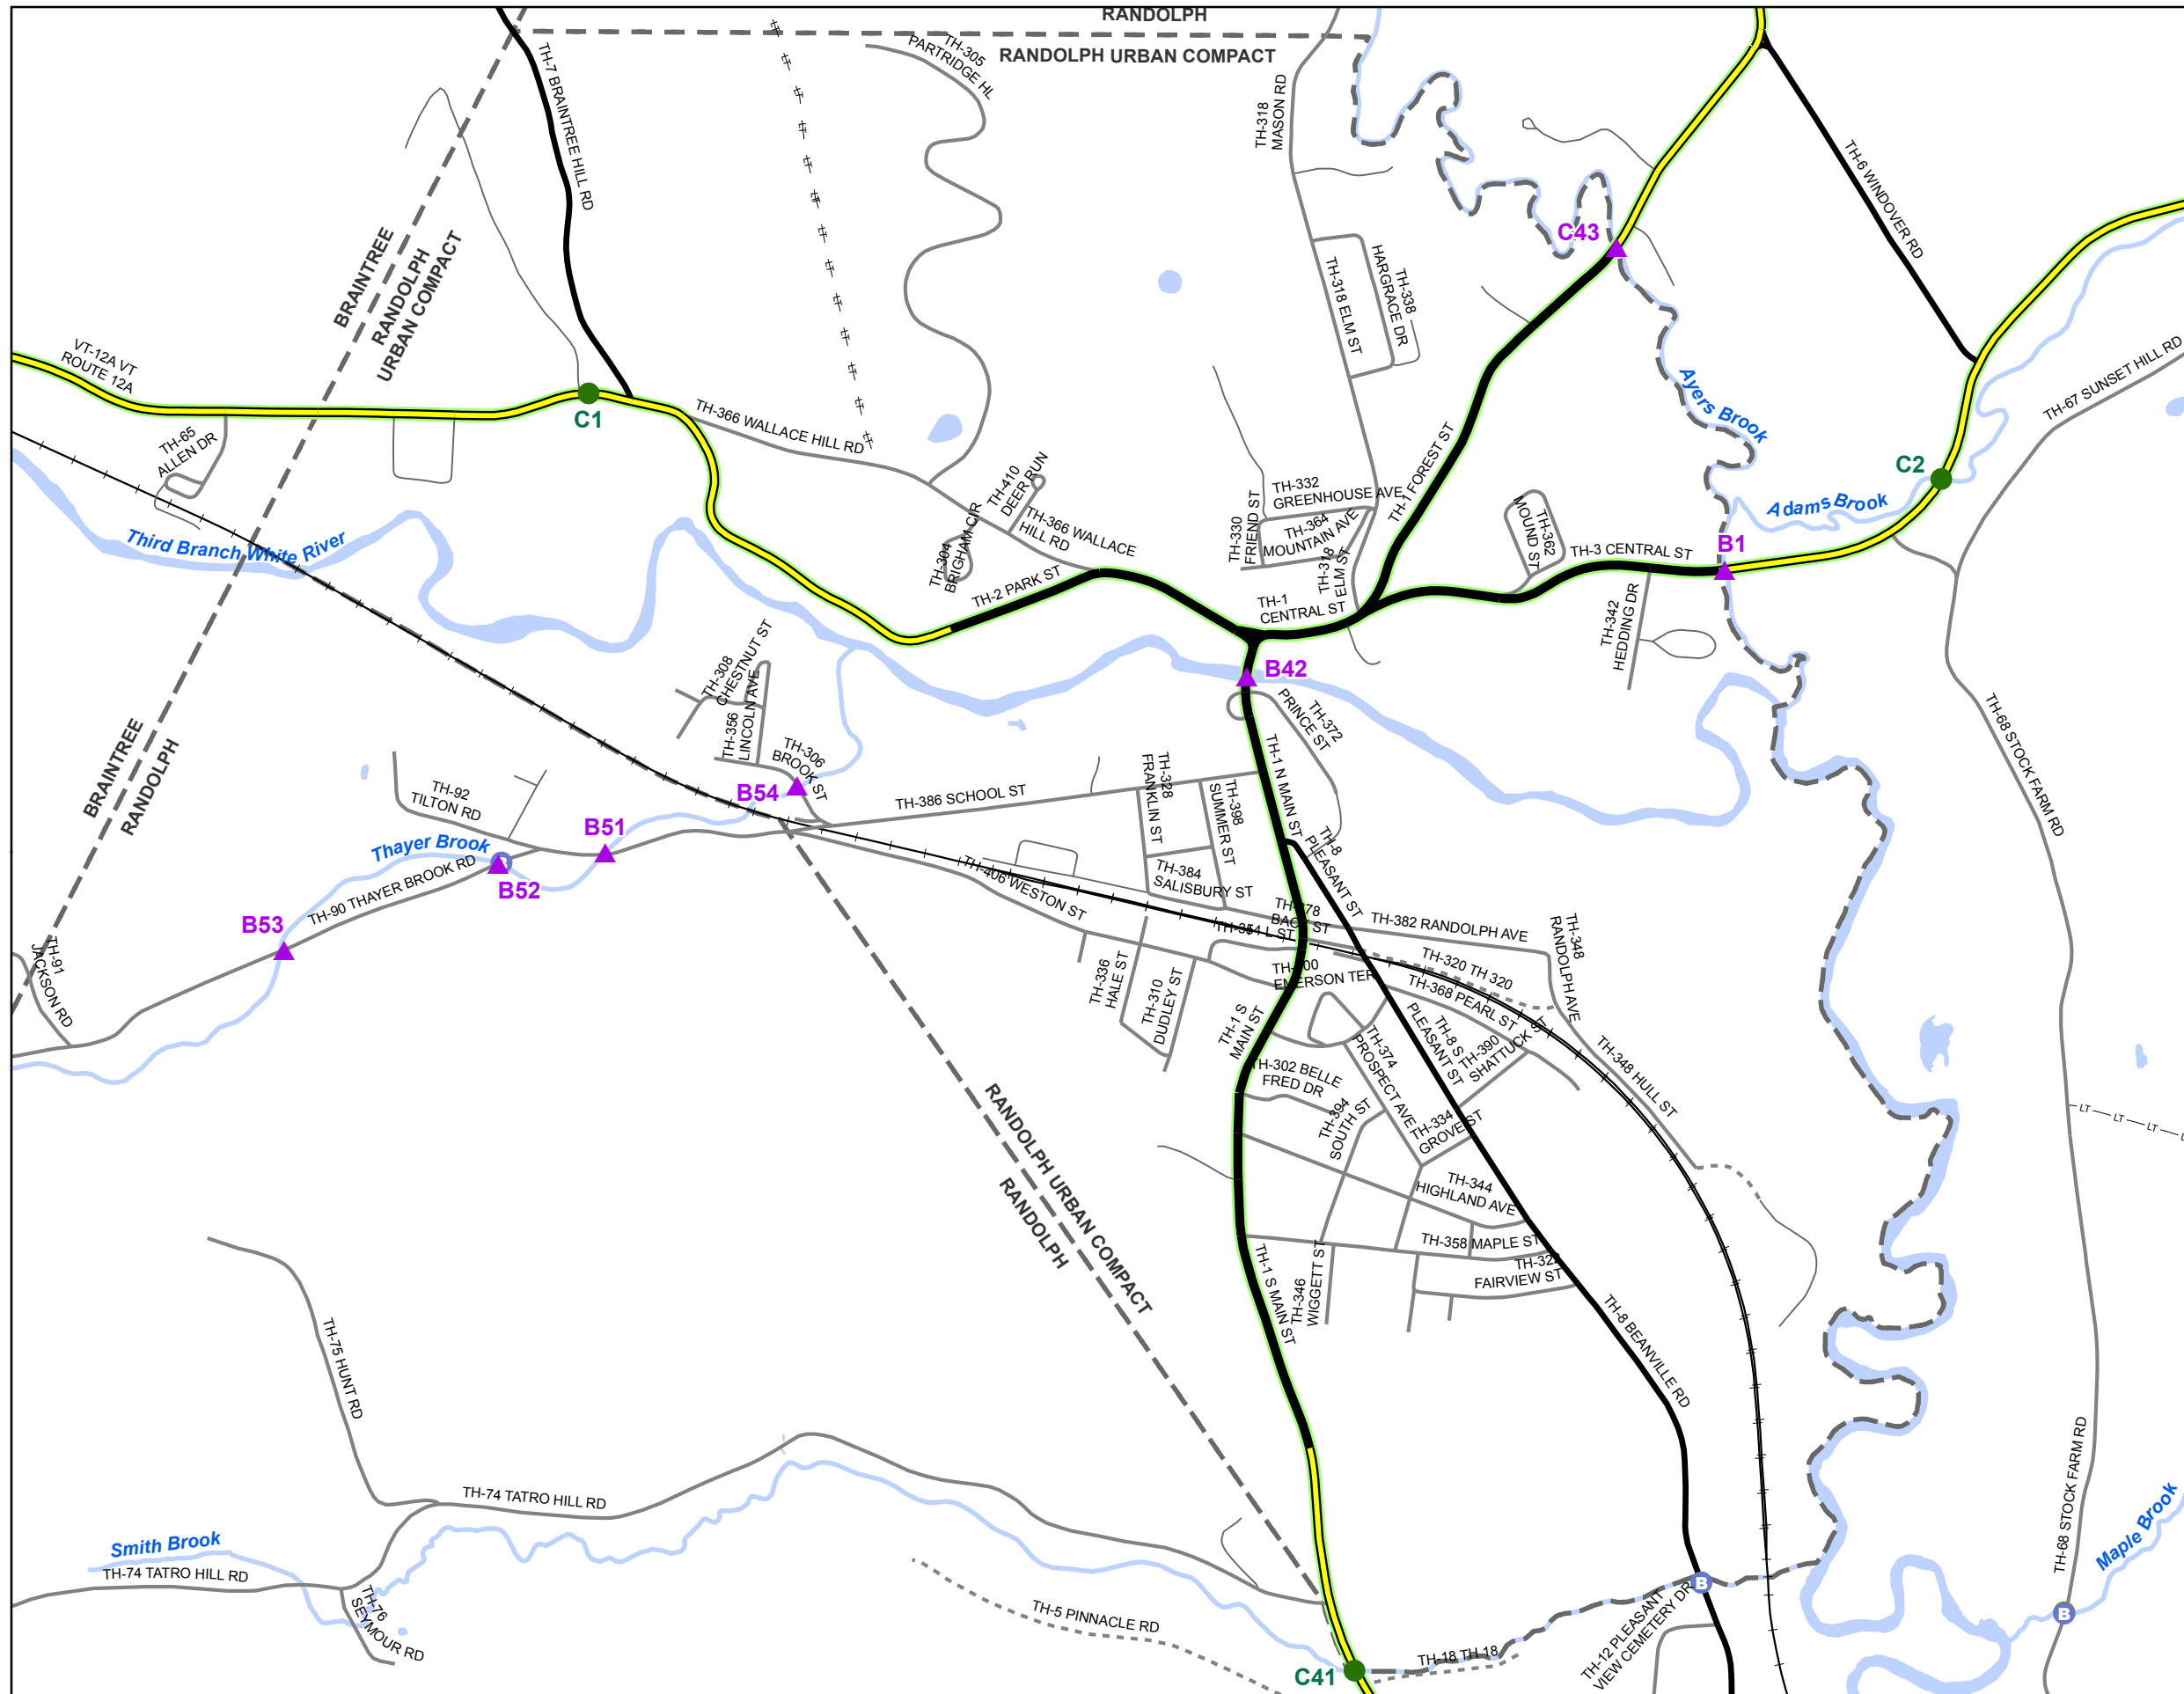 RANDOLPH
RANDOLPH URBAN COMPACT
TH-7 BRAINTREE HILL RD
TH-305
PARTRIDGE HL
TH-318
MASON RD
TH-6 WINDOVER RD
C43
BRAINTREE
RANDOLPH
URBAN COMPACT
TH-318 ELM ST
TH-338
HARGRACE DR
VT-12A VT
ROUTE 12A
C1
TH-366 WALLACE HILL RD
TH-65
ALLEN DR
Ayers Brook
TH-67 SUNSET HILL RD
TH-1 FOREST ST
C2
TH-410
DEER RUN
TH-332
GREENHOUSE AVE
TH-330
FRIEND ST
TH-364
MOUNTAIN AVE
TH-362
MOUND ST
Adams Brook
Third Branch White River
TH-304
BRIGHAM CIR
TH-366 WALLACE
HILL RD
TH-318
ELM ST
TH-3 CENTRAL ST
B1
TH-2 PARK ST
TH-1
CENTRAL ST
TH-342
HEDDING DR
TH-308
CHESTNUT ST
TH-356
LINCOLN AVE
B42
TH-372
PRINCE ST
TH-68 STOCK FARM RD
BRAINTREE
RANDOLPH
TH-306
BROOK ST
B54
TH-92
TILTON RD
TH-386 SCHOOL ST
TH-328
FRANKLIN ST
TH-398
SUMMER ST
TH-1 N MAIN ST
TH-8
PLEASANT ST
B51
Thayer Brook
B
B52
TH-90 THAYER BROOK RD
TH-406 WESTON ST
TH-384
SALISBURY ST
B53
TH-378
BACK ST
TH-354 L ST
TH-382 RANDOLPH AVE
TH-348
RANDOLPH AVE
TH-91
JACKSON RD
TH-336
HALE ST
TH-310
DUDLEY ST
EMERSON TER
TH-320 TH 320
TH-368 PEARL ST
TH-1 S
MAIN ST
TH-8 S
PLEASANT ST
TH-390
SHATTUCK ST
TH-374
PROSPECT AVE
TH-302 BELLE
FRED DR
TH-348 HULL ST
TH-394
SOUTH ST
TH-334
GROVE ST
LT LT LT
RANDOLPH URBAN COMPACT
RANDOLPH
TH-344
HIGHLAND AVE
TH-358 MAPLE ST
TH-322
FAIRVIEW ST
TH-346
WIGGETT ST
TH-1 S MAIN ST
TH-8 BEANVILLE RD
TH-75 HUNT RD
TH-74 TATRO HILL RD
TH-68 STOCK FARM RD
Maple Brook
Smith Brook
TH-74 TATRO HILL RD
TH-76
SEYMOUR RD
TH-5 PINNACLE RD
B
B
TH-12 PLEASANT
VIEW CEMETERY DR
TH-18 TH 18
C41